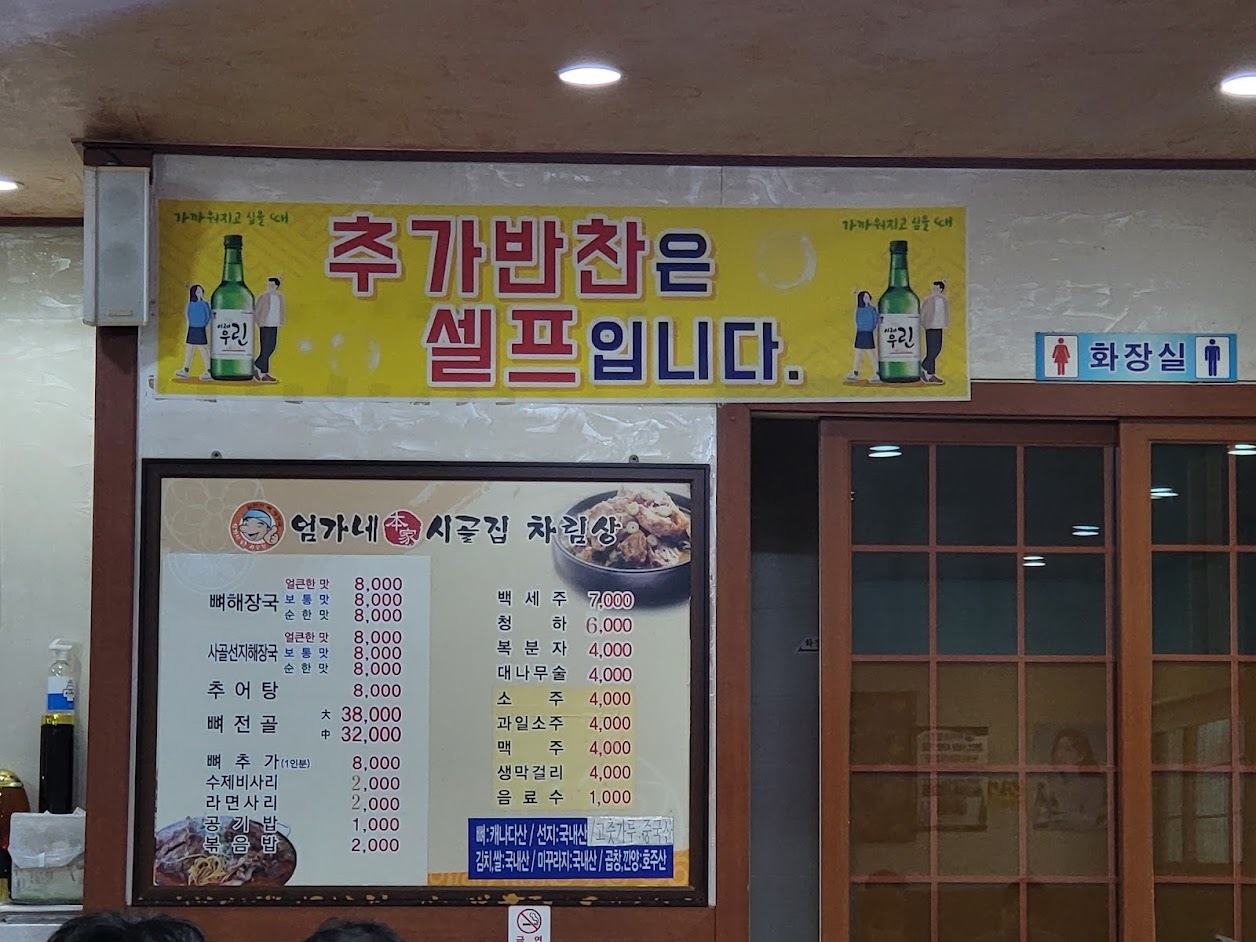 가까워지고 싶을 때
추가반찬은
셀프입니다.
이제
우린
가까워지고 싶을 때
이제
우린
화장실
엄가네 本家 시골집 차림상
뼈해장국 얼큰한 맛 8,000
보통맛 8,000
순한맛 8,000
사골선지해장국 얼큰한 맛 8,000
보통맛 8,000
순한맛 8,000
추어탕 8,000
뼈전골 大 38,000
中 32,000
뼈추가(1인분) 8,000
수제비사리 2,000
라면사리 2,000
공기밥 1,000
볶음밥 2,000
백세주 7,000
청하 6,000
복분자 4,000
대나무술 4,000
소주 4,000
과일소주 4,000
맥주 4,000
생막걸리 4,000
음료수 1,000
뼈:캐나다산 / 선지:국내산 / 고춧가루:중국산
김치,쌀:국내산 / 미꾸라지:국내산 / 곱창,깐양:호주산
금연